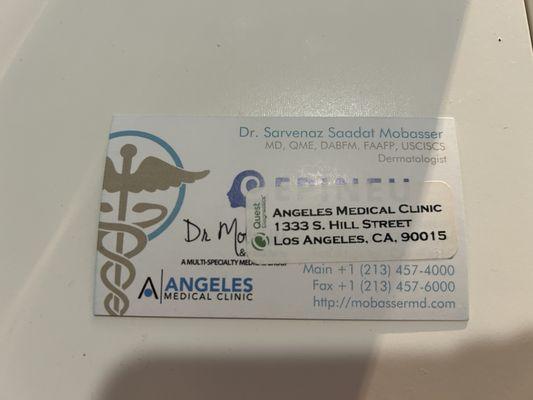 Dr. Sarvenaz Saadat Mobasser
MD, QME, DABFM, FAAFP, USCISCS
Dermatologist
Quest
ANGELES MEDICAL CLINIC
1333 S. HILL STREET
LOS ANGELES, CA, 90015
Dr
A MULTI-SPECIALTY
ANGELES
MEDICAL CLINIC
Main +1 (213) 457-4000
Fax +1 (213) 457-6000
http://mobassermd.com